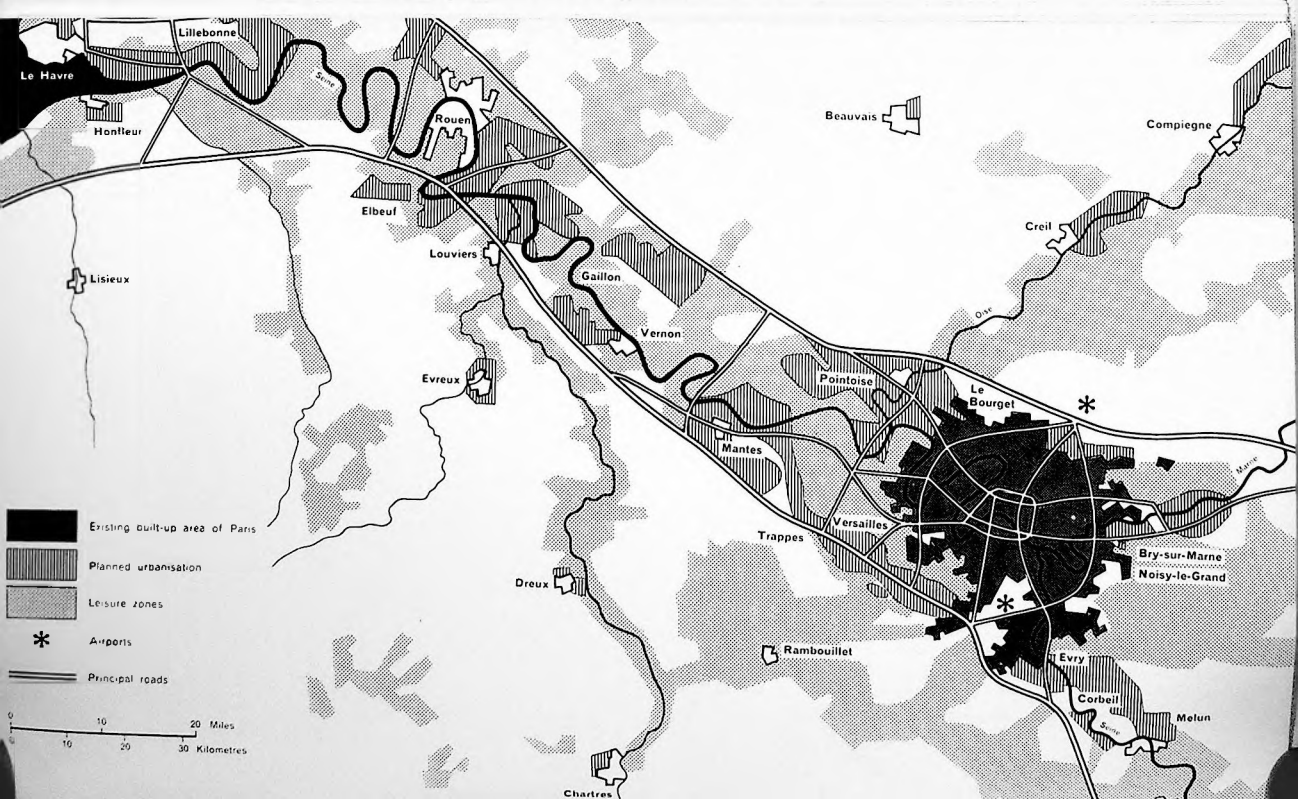 Lillebonne
Le Havre
Seine
Honfleur
Rouen
Beauvais
Compiegne
Elbeuf
Creil
Louviers
Lisieux
Gaillon
Oise
Vernon
Evreux
Pointoise
Le
Bourget
Mantes
Marne
Versailles
Trappes
Bry-sur-Marne
Noisy-le-Grand
Dreux
Rambouillet
Evry
Corbeil
Seine
Melun
Chartres
Existing built-up area of Paris
Planned urbanisation
Leisure zones
Airports
Principal roads
0 10 20 Miles
0 10 20 30 Kilometres